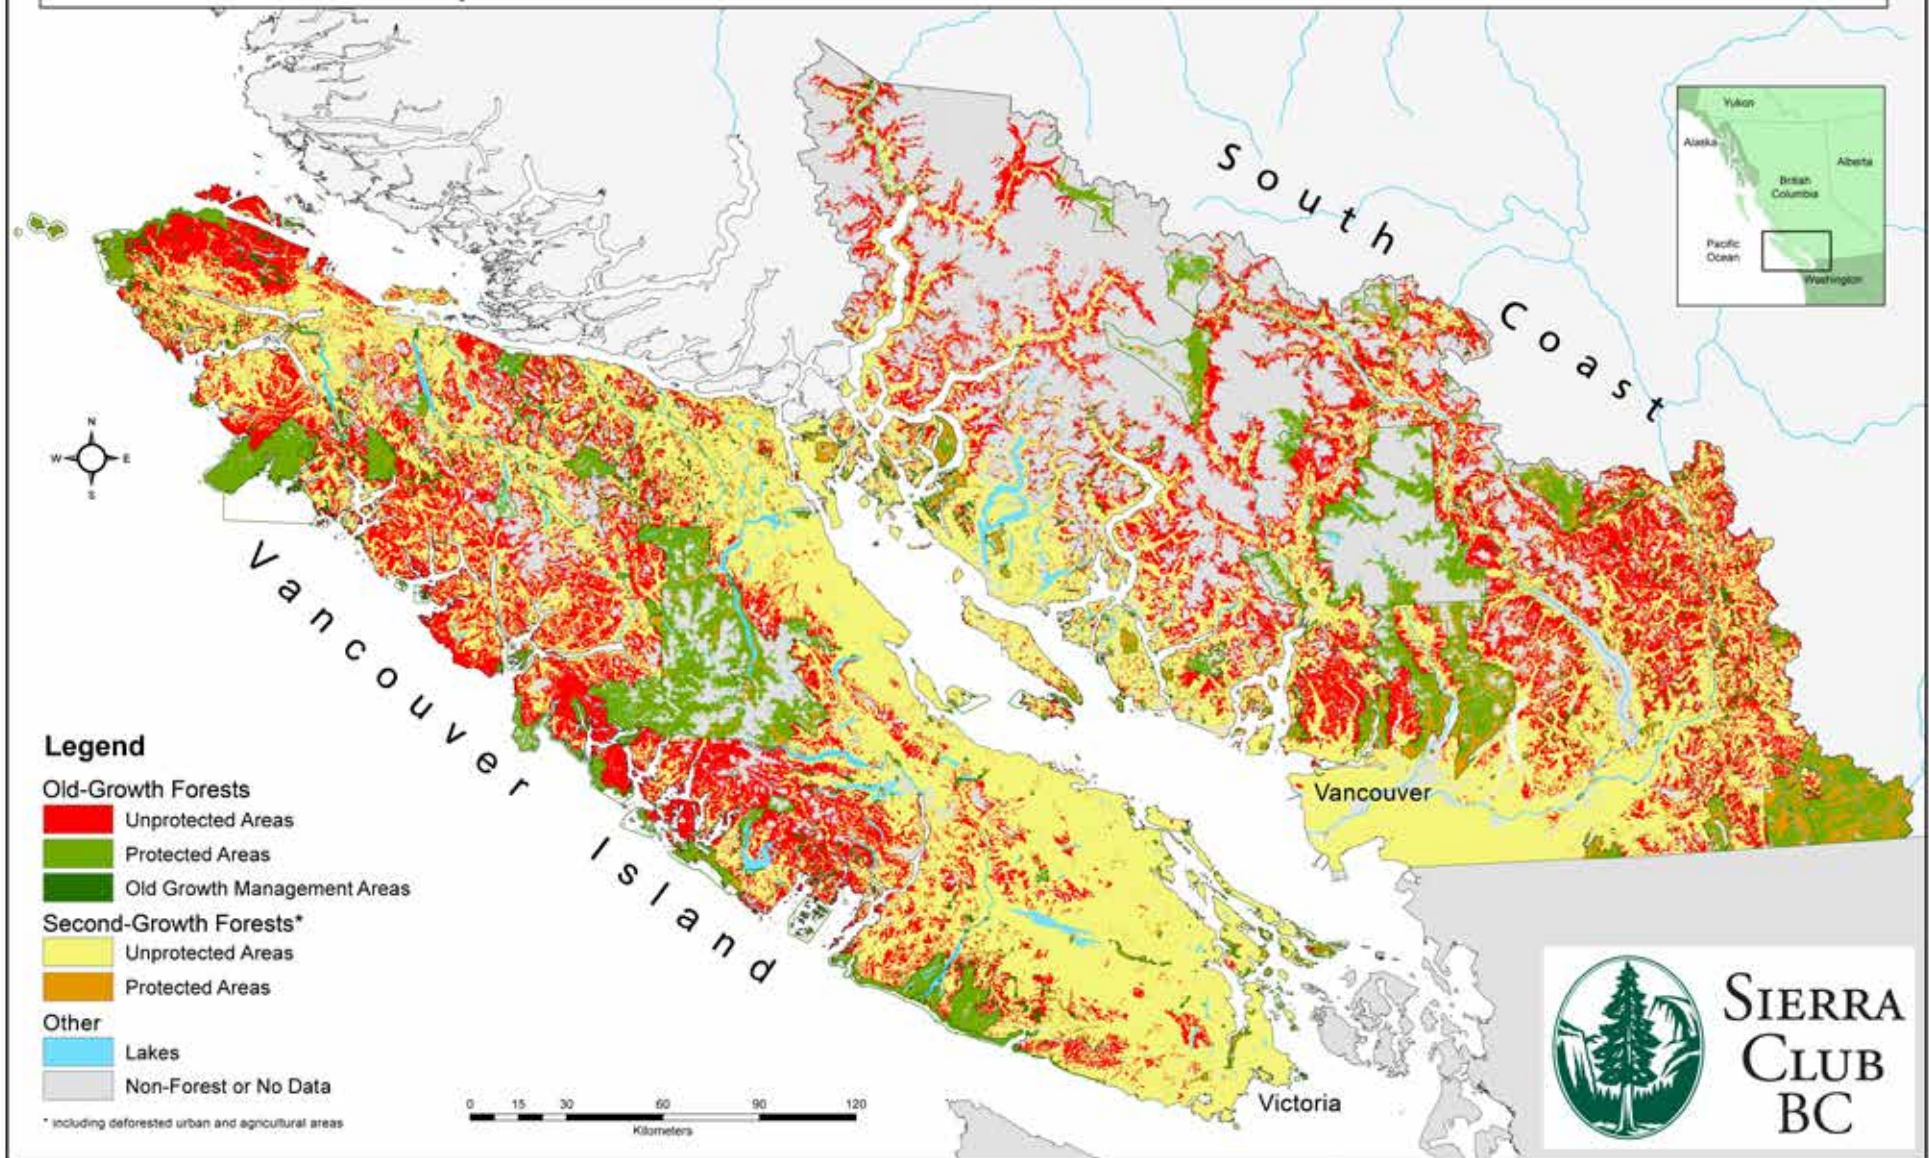 South Coast
Yukon
Alaska
Alberta
British
Columbia
Pacific
Ocean
Washington
N
W E
S
Vancouver Island
Vancouver
Victoria
Legend
Old-Growth Forests
Unprotected Areas
Protected Areas
Old Growth Management Areas
Second-Growth Forests*
Unprotected Areas
Protected Areas
Other
Lakes
Non-Forest or No Data
* including deforested urban and agricultural areas
0 15 30 60 90 120
Kilometers
SIERRA
CLUB
BC